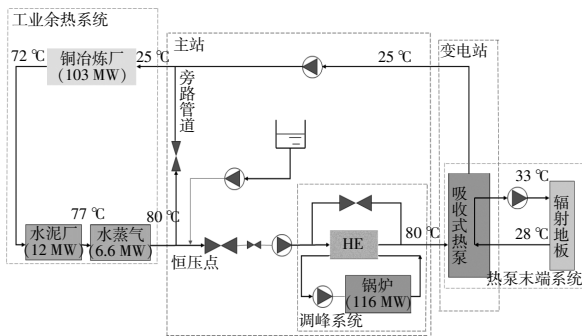 工业余热系统
主站
变电站
72 ℃
铜冶炼厂
(103 MW)
25 ℃
25 ℃
旁路管道
77 ℃
80 ℃
水泥厂
(12 MW)
水蒸气
(6.6 MW)
恒压点
HE
80 ℃
锅炉
(116 MW)
调峰系统
吸收式热泵
33 ℃
28 ℃
辐射地板
热泵末端系统